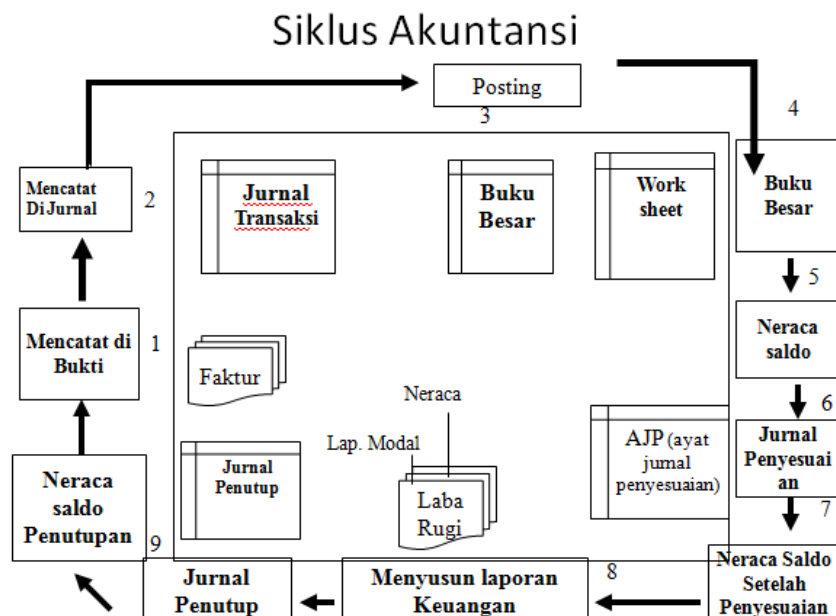 Siklus Akuntansi
Posting
3
4
Mencatat
Di Jurnal
2
Jurnal
Transaksi
Buku
Besar
Work
sheet
Buku
Besar
5
Mencatat di
Bukti
1
Faktur
Neraca
saldo
Neraca
6
Lap. Modal
AJP (ayat
jurnal
penyesuaian)
Jurnal
Penyesuai
an
7
Neraca
saldo
Penutupan
9
Jurnal
Penutup
Laba
Rugi
8
Neraca Saldo
Setelah
Penyesuaian
Menyusun laporan
Keuangan
Jurnal
Penutup